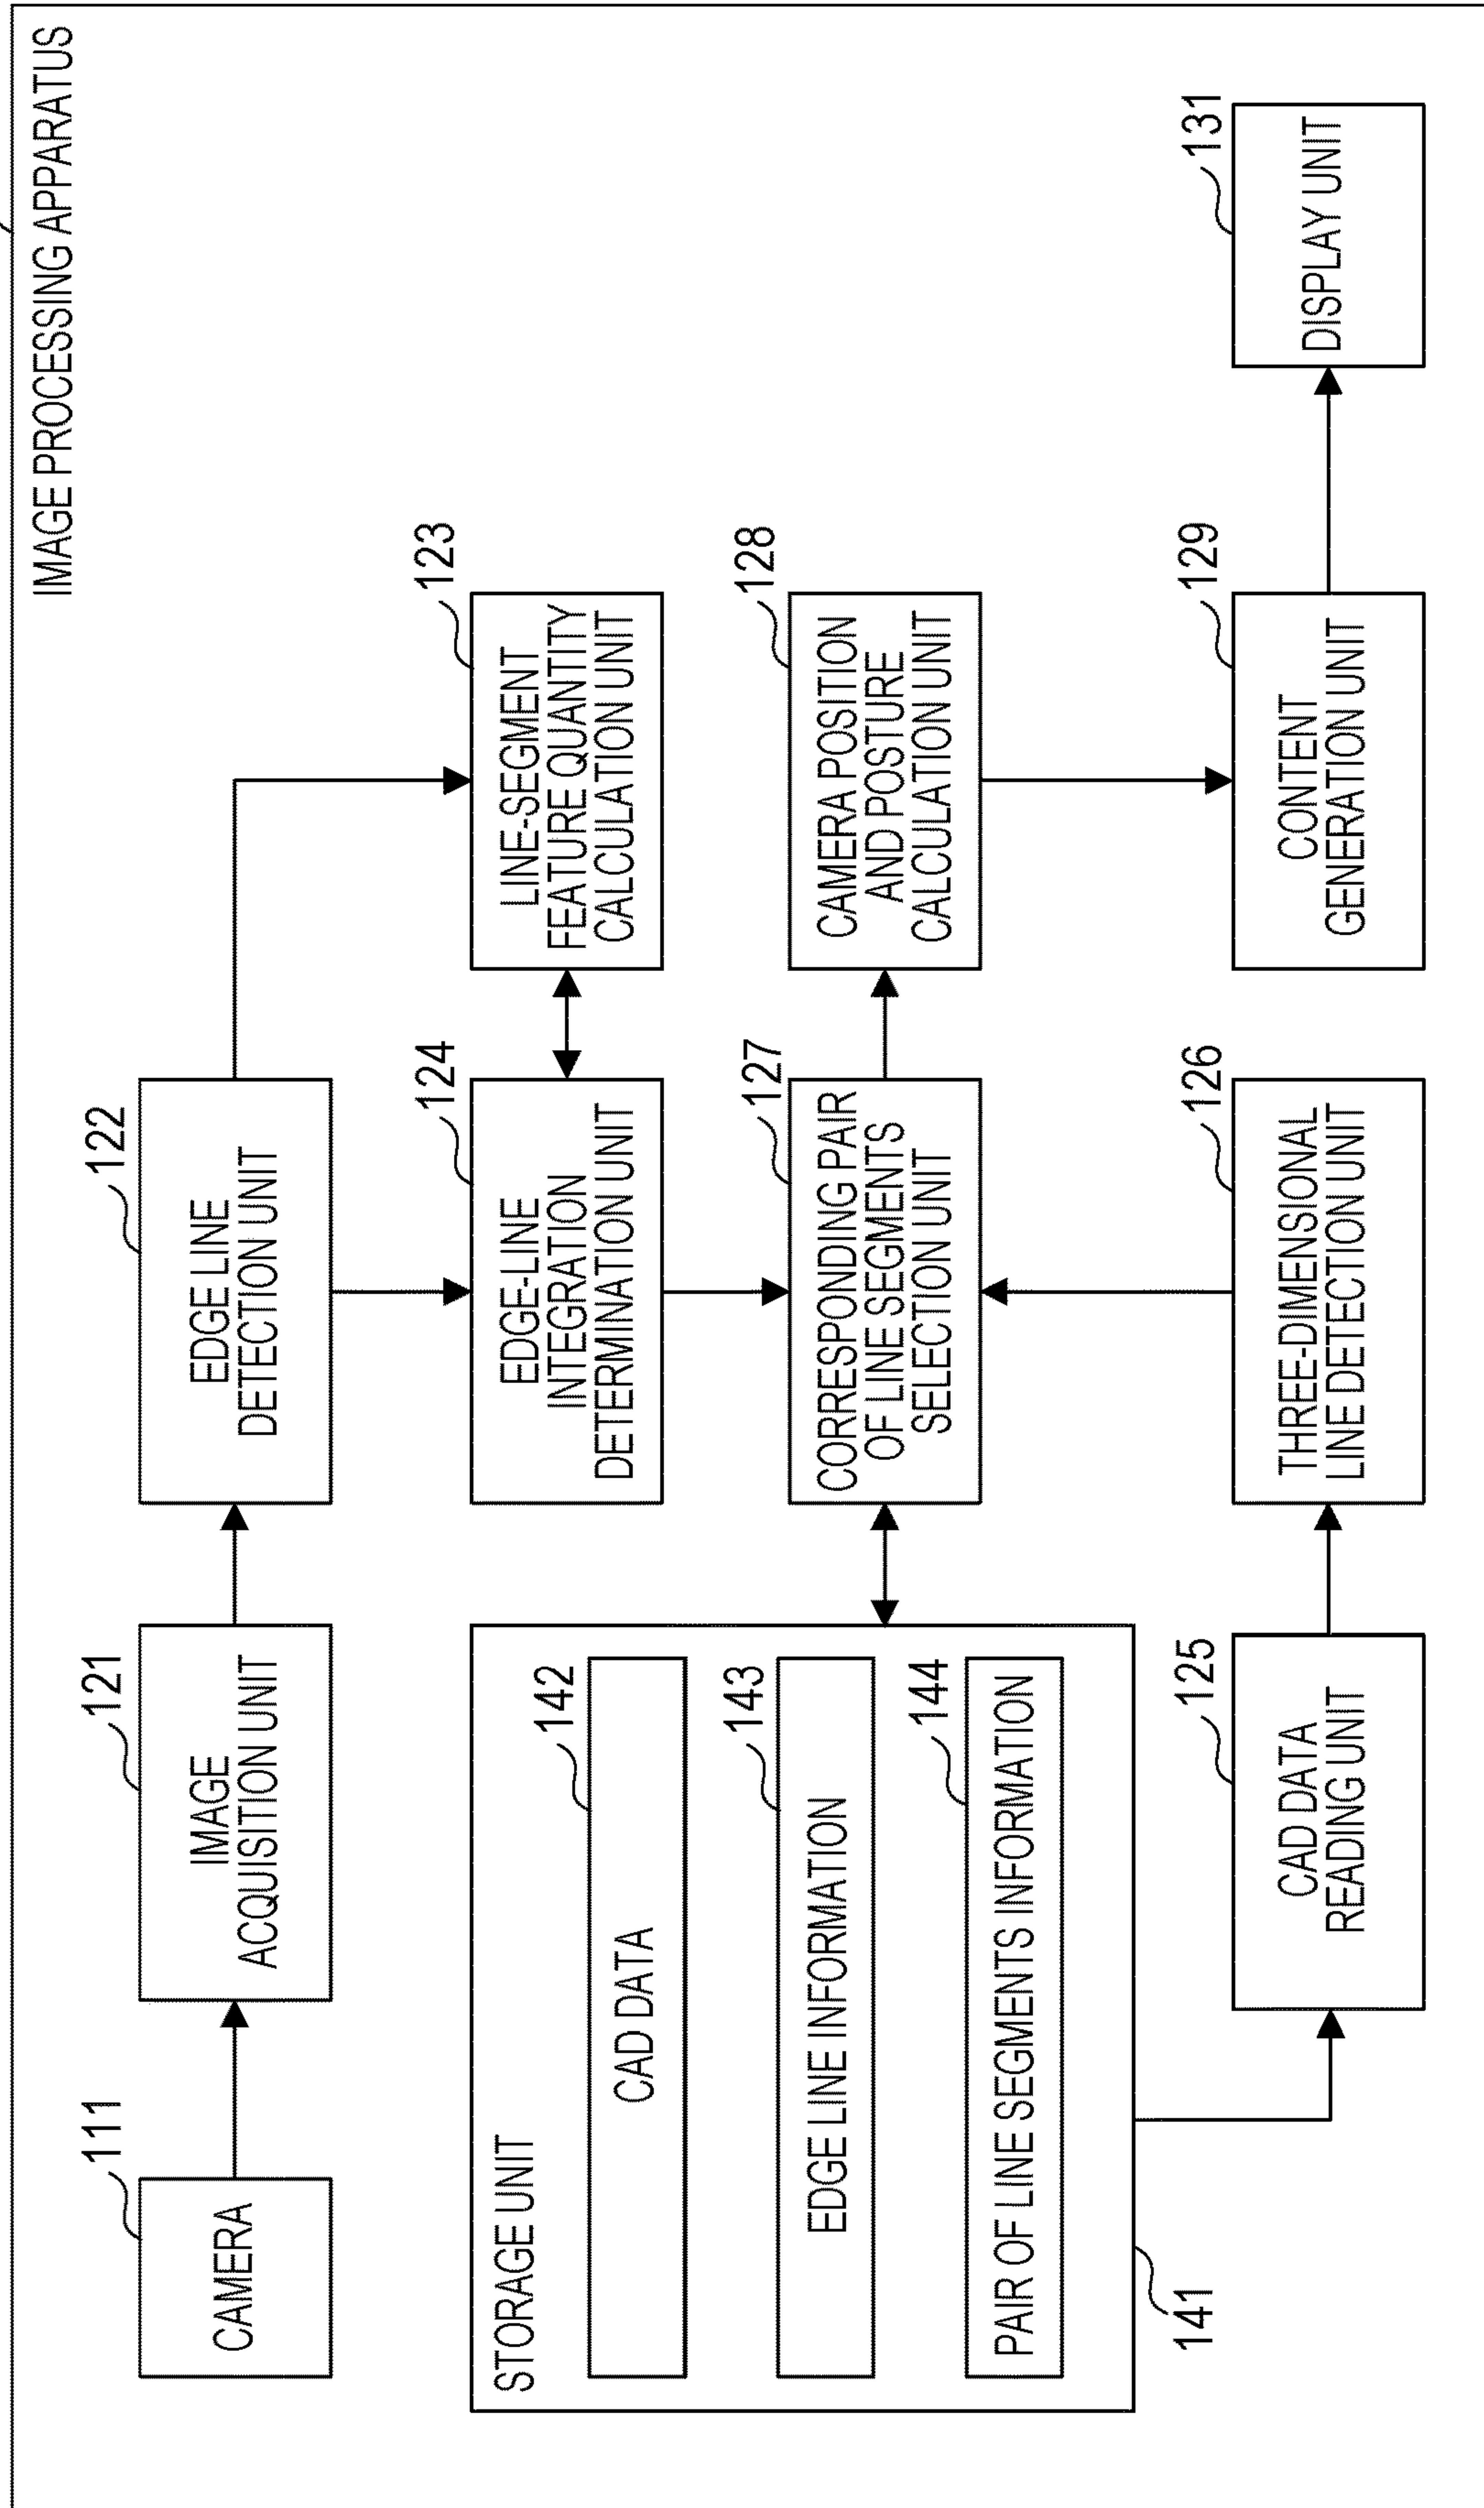 IMAGE PROCESSING APPARATUS
111
CAMERA
121
IMAGE
ACQUISITION UNIT
122
EDGE LINE
DETECTION UNIT
123
LINE-SEGMENT
FEATURE QUANTITY
CALCULATION UNIT
124
EDGE-LINE
INTEGRATION
DETERMINATION UNIT
STORAGE UNIT
142
CAD DATA
143
EDGE LINE INFORMATION
144
PAIR OF LINE SEGMENTS INFORMATION
141
127
CORRESPONDING PAIR
OF LINE SEGMENTS
SELECTION UNIT
128
CAMERA POSITION
AND POSTURE
CALCULATION UNIT
125
CAD DATA
READING UNIT
126
THREE-DIMENSIONAL
LINE DETECTION UNIT
129
CONTENT
GENERATION UNIT
131
DISPLAY UNIT